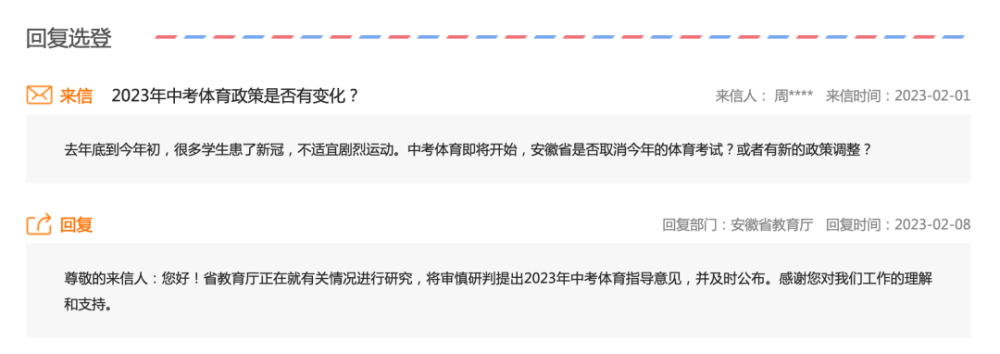 回复选登
来信 2023年中考体育政策是否有变化？ 来信人： 周**** 来信时间：2023-02-01
去年底到今年初，很多学生患了新冠，不适宜剧烈运动。中考体育即将开始，安徽省是否取消今年的体育考试？或者有新的政策调整？
回复 回复部门：安徽省教育厅 回复时间：2023-02-08
尊敬的来信人：您好！省教育厅正在就有关情况进行研究，将审慎研判提出2023年中考体育指导意见，并及时公布。感谢您对我们工作的理解
和支持。